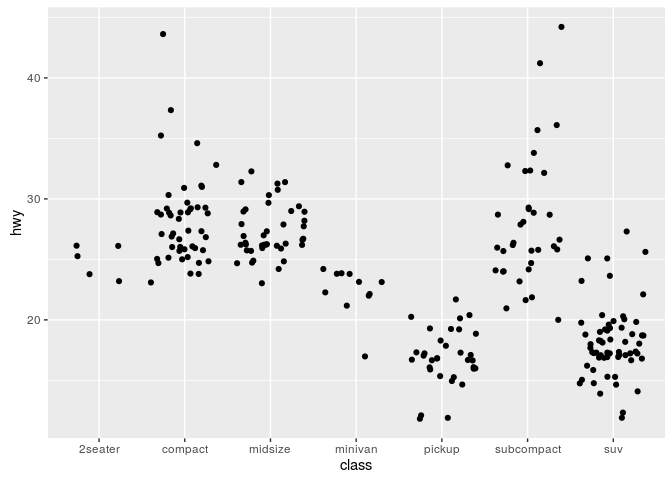 40
30
20
hwy
2seater compact midsize minivan pickup subcompact suv
class